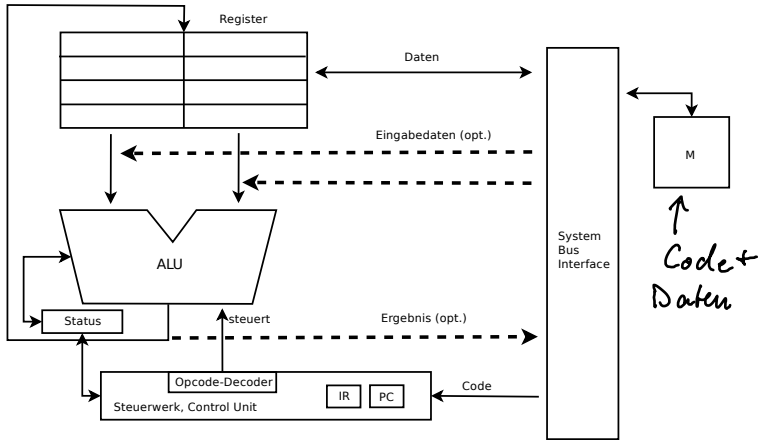 Register
Daten
Eingabedaten (opt.)
M
ALU
System
Bus
Interface
Code +
Daten
Status
steuert
Ergebnis (opt.)
Opcode-Decoder
Steuerwerk, Control Unit
IR
PC
Code